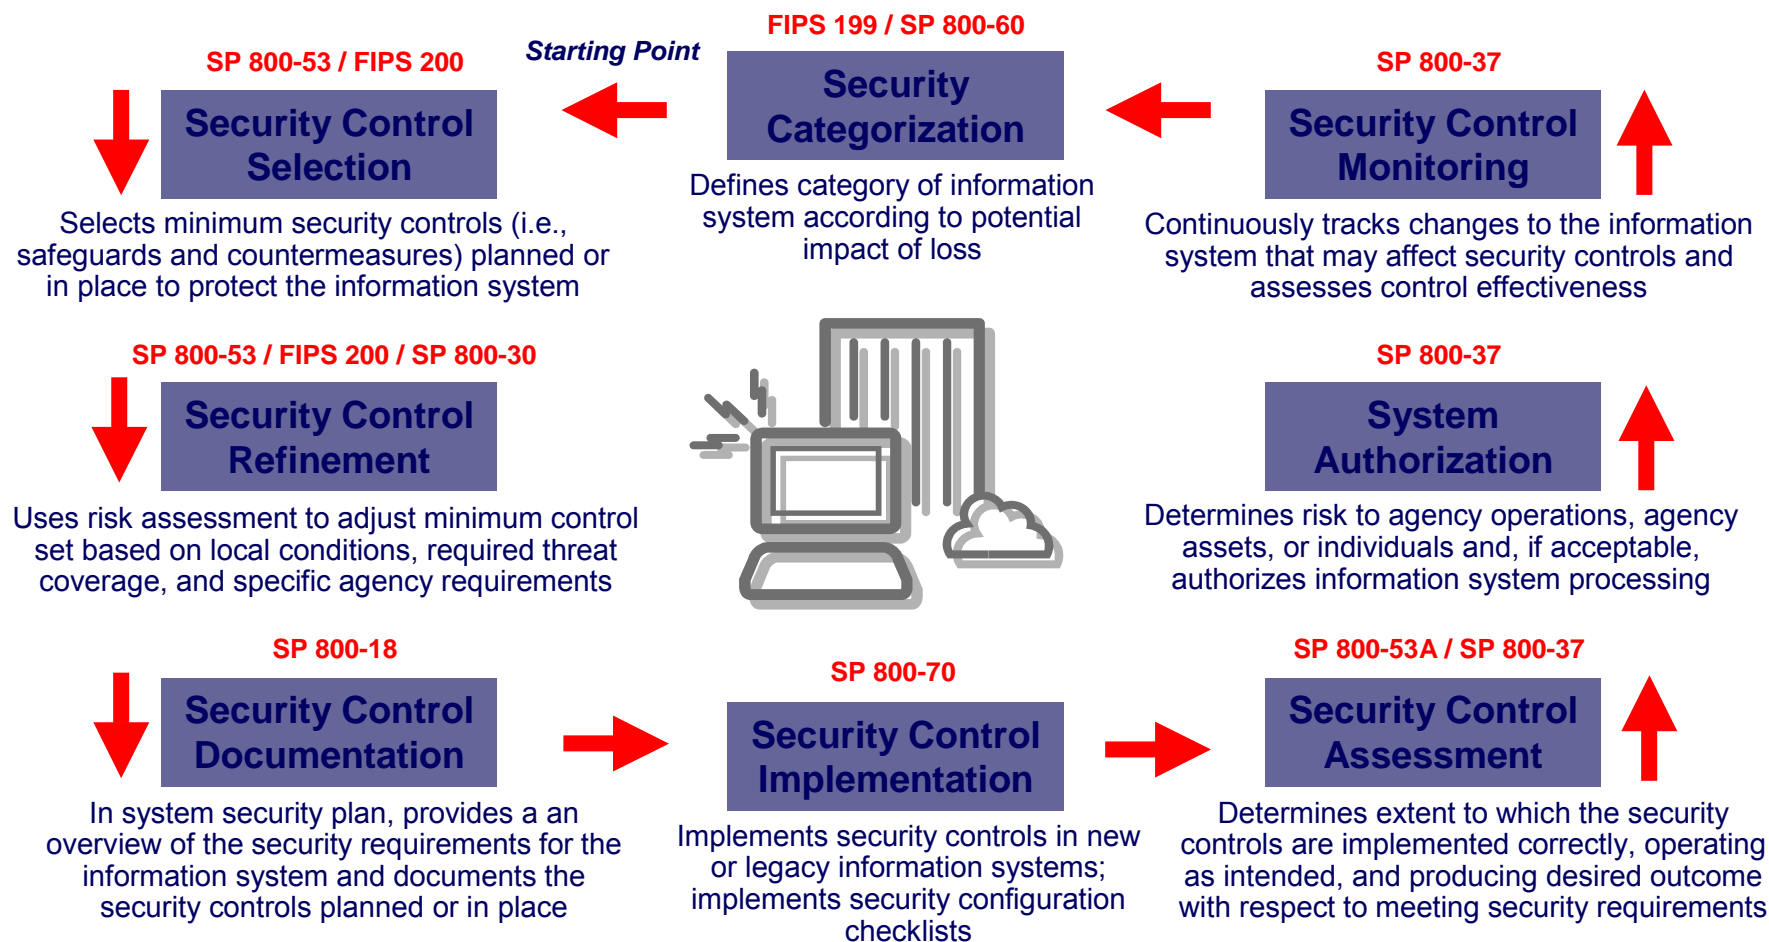 FIPS 199 / SP 800-60
Starting Point
Security
Categorization
Defines category of information
system according to potential
impact of loss
SP 800-53 / FIPS 200
Security Control
Selection
Selects minimum security controls (i.e.,
safeguards and countermeasures) planned or
in place to protect the information system
SP 800-53 / FIPS 200 / SP 800-30
Security Control
Refinement
Uses risk assessment to adjust minimum control
set based on local conditions, required threat
coverage, and specific agency requirements
SP 800-18
Security Control
Documentation
In system security plan, provides a an
overview of the security requirements for the
information system and documents the
security controls planned or in place
SP 800-70
Security Control
Implementation
Implements security controls in new
or legacy information systems;
implements security configuration
checklists
SP 800-53A / SP 800-37
Security Control
Assessment
Determines extent to which the security
controls are implemented correctly, operating
as intended, and producing desired outcome
with respect to meeting security requirements
SP 800-37
System
Authorization
Determines risk to agency operations, agency
assets, or individuals and, if acceptable,
authorizes information system processing
SP 800-37
Security Control
Monitoring
Continuously tracks changes to the information
system that may affect security controls and
assesses control effectiveness